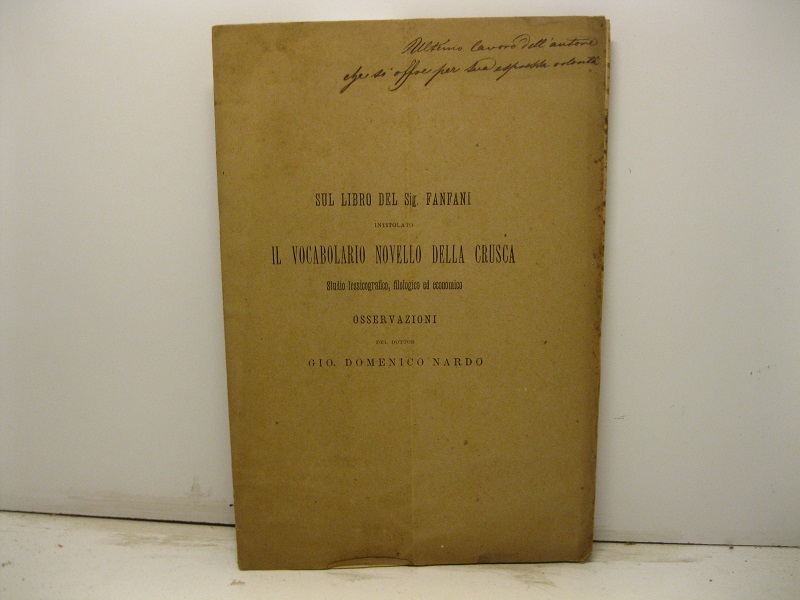 Ultimo lavoro dell'autore
che si offre per sua espressa volontà
SUL LIBRO DEL Sig. FANFANI
INTITOLATO
IL VOCABOLARIO NOVELLO DELLA CRUSCA
Studio lessicografico, filologico ed economico
OSSERVAZIONI
DEL DOTTOR
GIO. DOMENICO NARDO